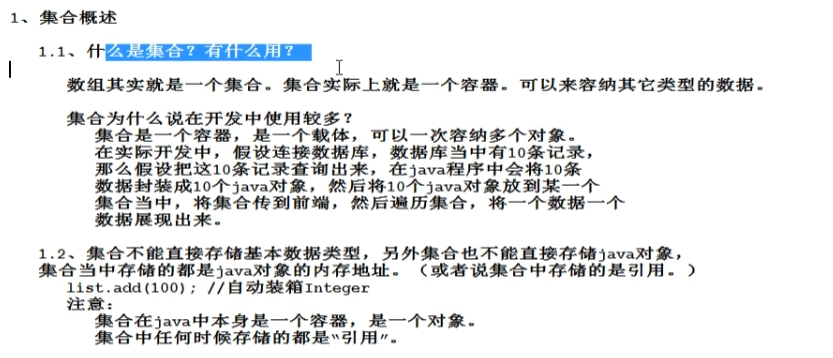 1、集合概述
1.1、什么是集合？有什么用？
数组其实就是一个集合。集合实际上就是一个容器。可以来容纳其它类型的数据。
集合为什么说在开发中使用较多？
集合是一个容器，是一个载体，可以一次容纳多个对象。
在实际开发中，假设连接数据库，数据库当中有10条记录，
那么假设把这10条记录查询出来，在java程序中会将10条
数据封装成10个java对象，然后将10个java对象放到某一个
集合当中，将集合传到前端，然后遍历集合，将一个数据一个
数据展现出来。
1.2、集合不能直接存储基本数据类型，另外集合也不能直接存储java对象，
集合当中存储的都是java对象的内存地址。（或者说集合中存储的是引用。）
list.add(100); //自动装箱Integer
注意：
集合在java中本身是一个容器，是一个对象。
集合中任何时候存储的都是“引用”。